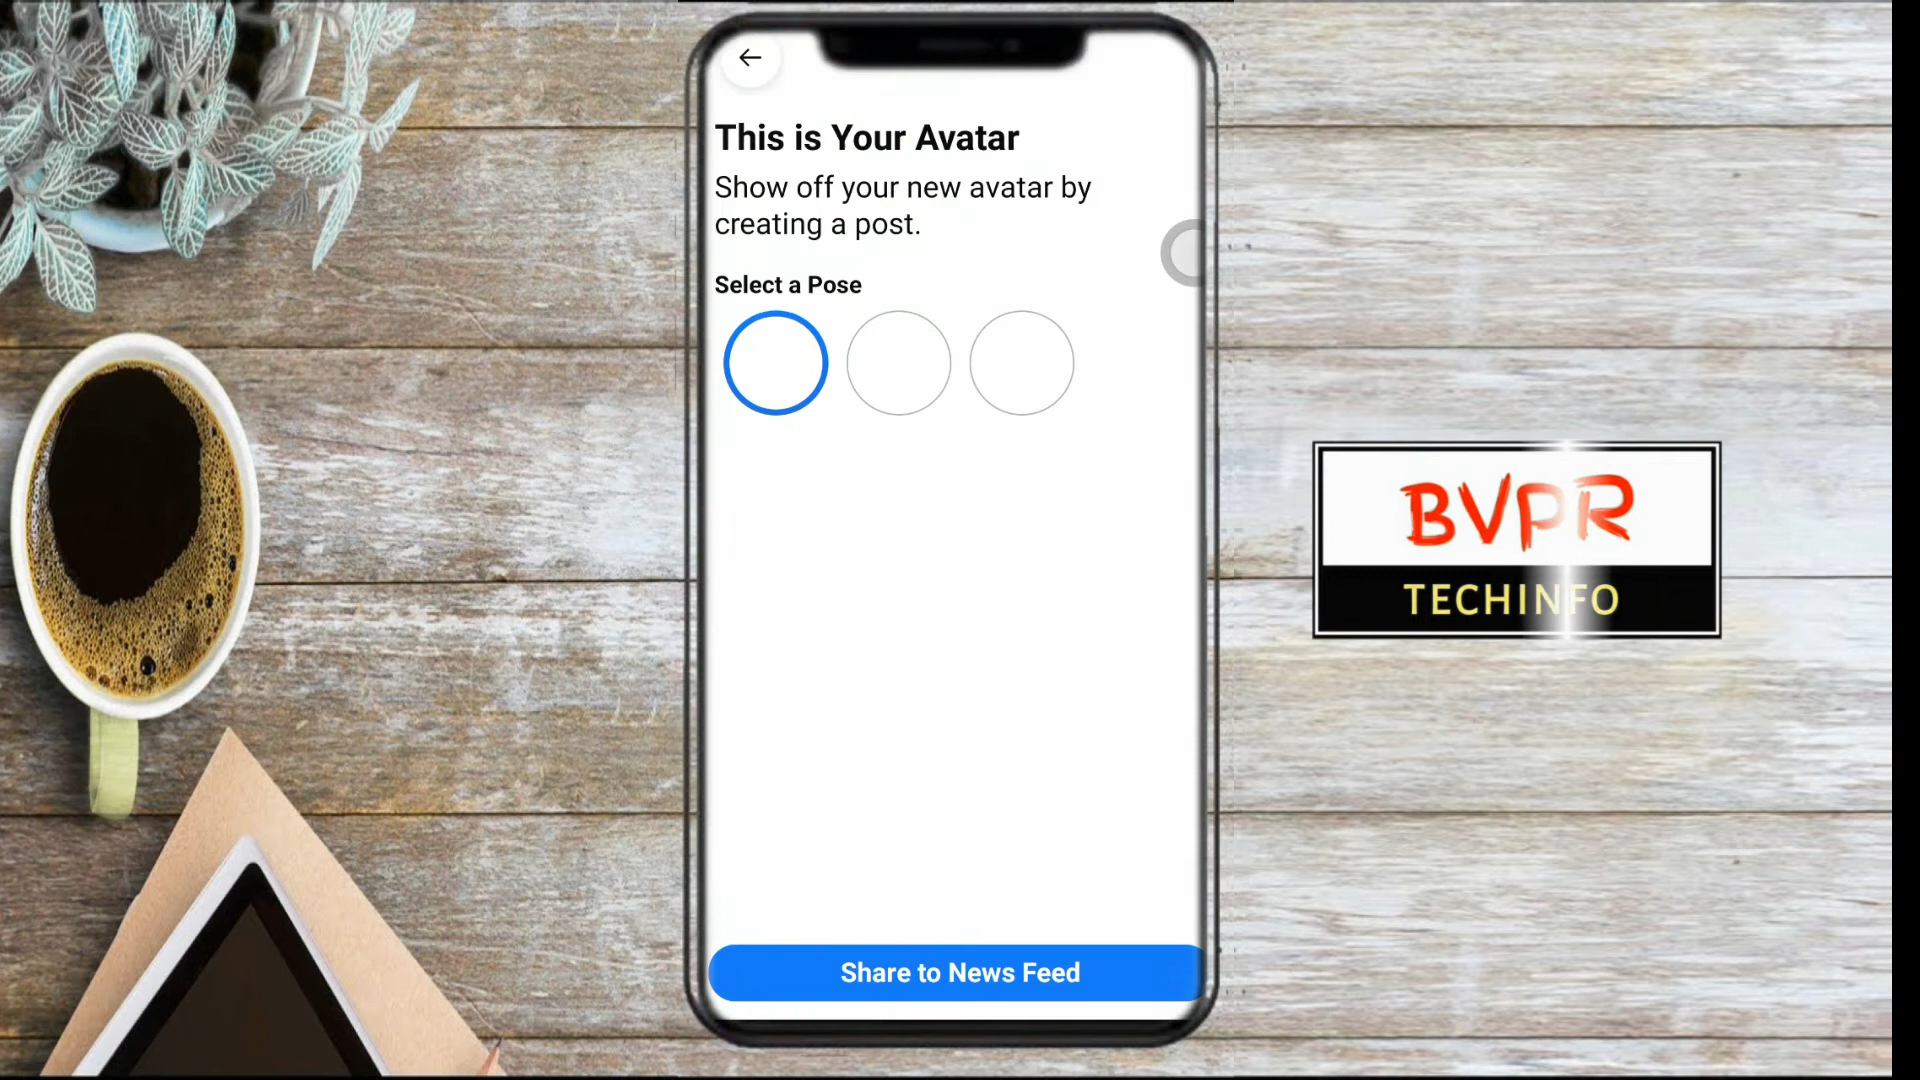 This is Your Avatar
Show off your new avatar by
creating a post.
Select a Pose
Share to News Feed
BVPR
TECHINFO